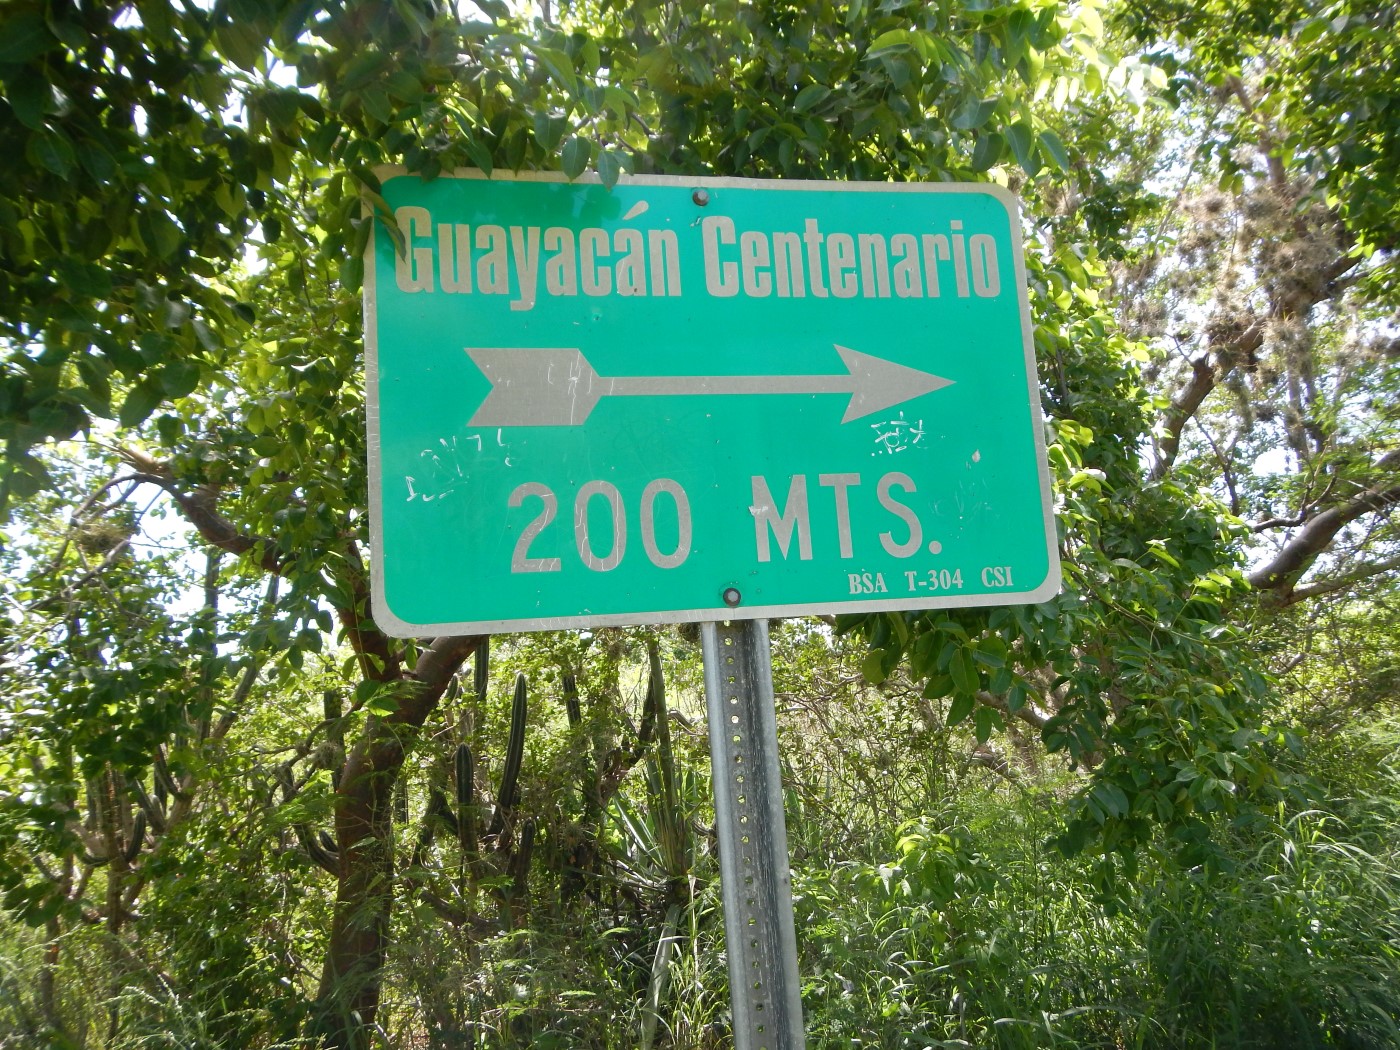 Guayacán Centenario
200 MTS.
BSA T-304 CSI